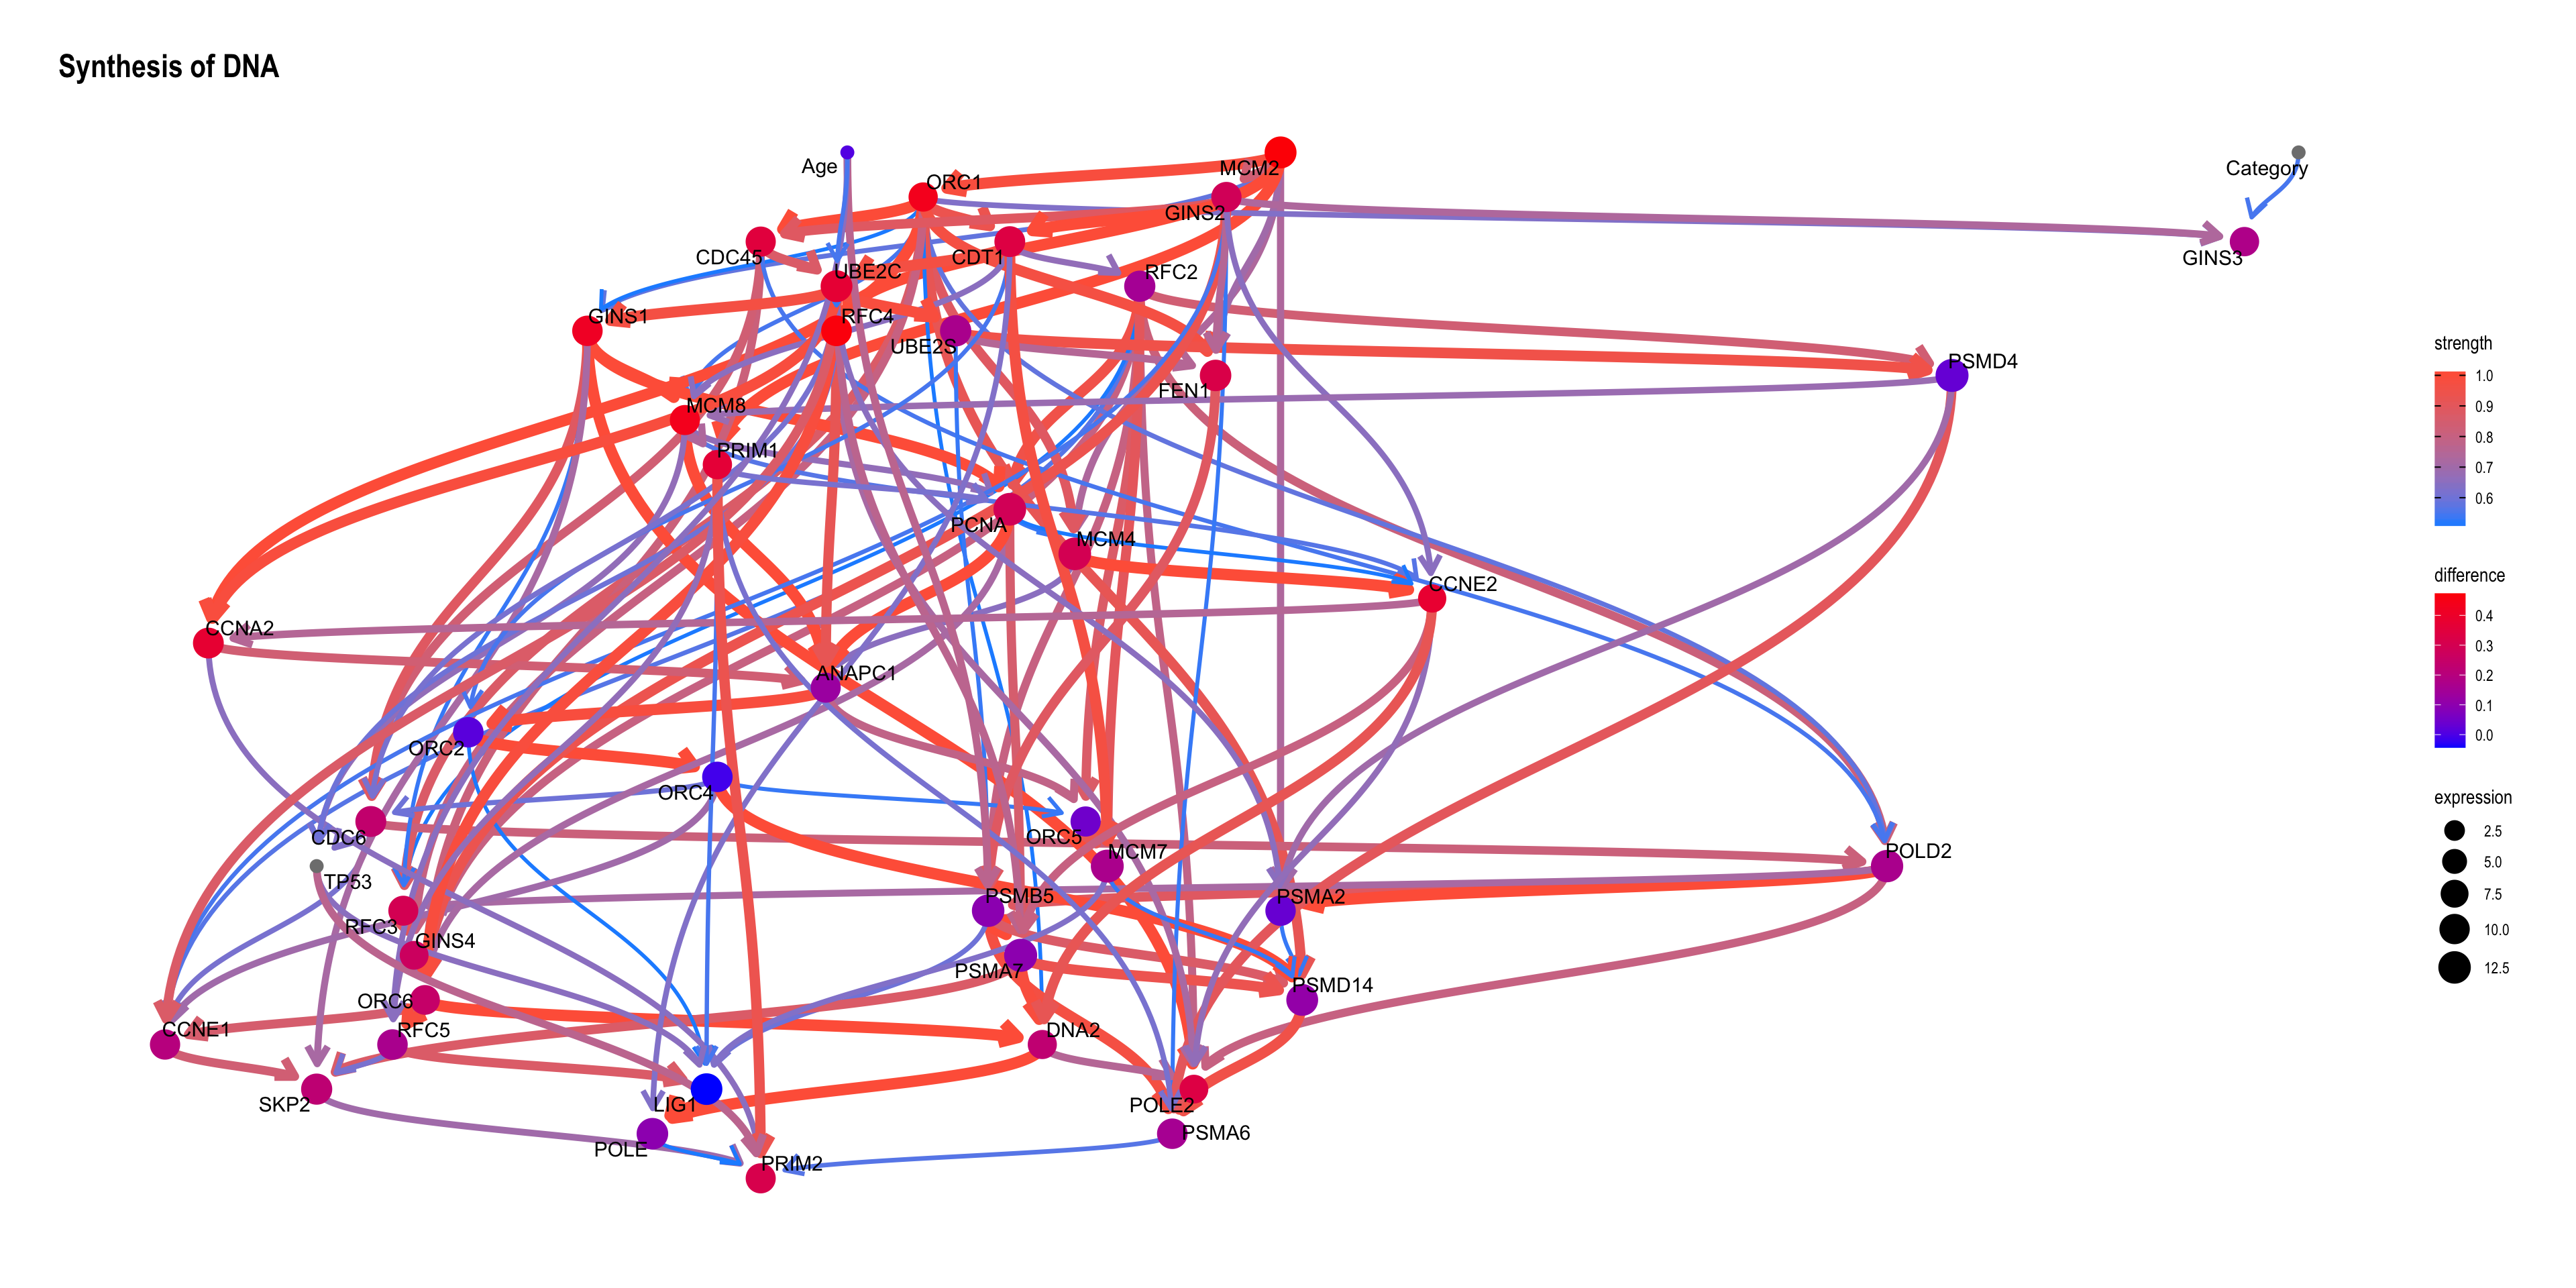 Synthesis of DNA
Age
MCM2
Category
ORC1
GINS2
CDC45
CDT1
GINS3
UBE2C
RFC2
GINS1
RFC4
UBE2S
PSMD4
FEN1
MCM8
PRIM1
PCNA
MCM4
CCNE2
CCNA2
ANAPC1
ORC2
ORC4
CDC6
ORC5
MCM7
POLD2
TP53
PSMB5
PSMA2
RFC3
GINS4
PSMA7
PSMD14
ORC6
CCNE1
RFC5
DNA2
SKP2
LIG1
POLE2
POLE
PSMA6
PRIM2
strength
1.0
0.9
0.8
0.7
0.6
difference
0.4
0.3
0.2
0.1
0.0
expression
2.5
5.0
7.5
10.0
12.5